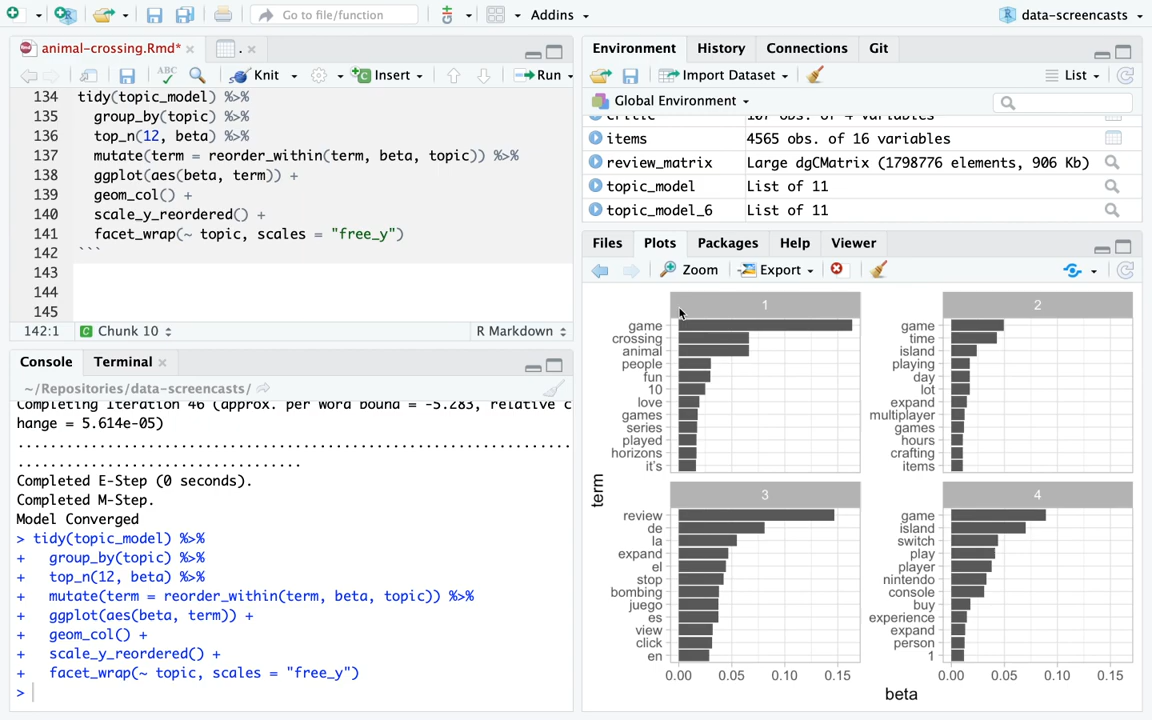 Go to file/function
Addins
data-screencasts
animal-crossing.Rmd*
.
ABC
Knit
Insert
Run
134 tidy(topic_model) %>%
135 group_by(topic) %>%
136 top_n(12, beta) %>%
137 mutate(term = reorder_within(term, beta, topic)) %>%
138 ggplot(aes(beta, term)) +
139 geom_col() +
140 scale_y_reordered() +
141 facet_wrap(~ topic, scales = "free_y")
142 ```
143
144
145
142:1 Chunk 10 R Markdown
Console Terminal
~/Repositories/data-screencasts/
Completing Iteration 46 (approx. per word bound = -5.283, relative c
hange = 5.614e-05)
......................................................................
...............................
Completed E-Step (0 seconds).
Completed M-Step.
Model Converged
> tidy(topic_model) %>%
+ group_by(topic) %>%
+ top_n(12, beta) %>%
+ mutate(term = reorder_within(term, beta, topic)) %>%
+ ggplot(aes(beta, term)) +
+ geom_col() +
+ scale_y_reordered() +
+ facet_wrap(~ topic, scales = "free_y")
>
Environment History Connections Git
Import Dataset List
Global Environment
critic 107 obs. of 4 variables
items 4565 obs. of 16 variables
review_matrix Large dgCMatrix (1798776 elements, 906 Kb)
topic_model List of 11
topic_model_6 List of 11
Files Plots Packages Help Viewer
Zoom Export
1
game
crossing
animal
people
fun
10
love
games
series
played
horizons
it's
2
game
time
island
playing
day
lot
expand
multiplayer
games
hours
crafting
items
term
3
review
de
la
expand
el
stop
bombing
juego
es
view
click
en
4
game
island
switch
play
player
nintendo
console
buy
experience
expand
person
1
0.00 0.05 0.10 0.15
0.00 0.05 0.10 0.15
beta